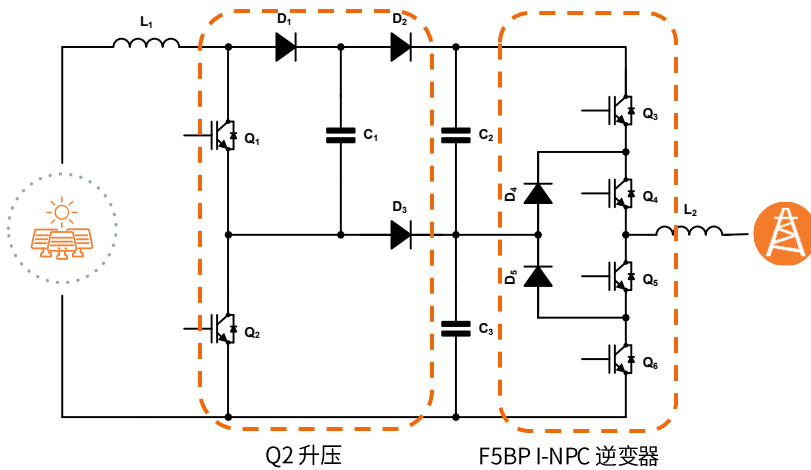 L1
D1
D2
Q1
C1
C2
Q3
D4
Q4
D3
L2
D5
Q5
Q2
C3
Q6
Q2 升压
F5BP I-NPC 逆变器